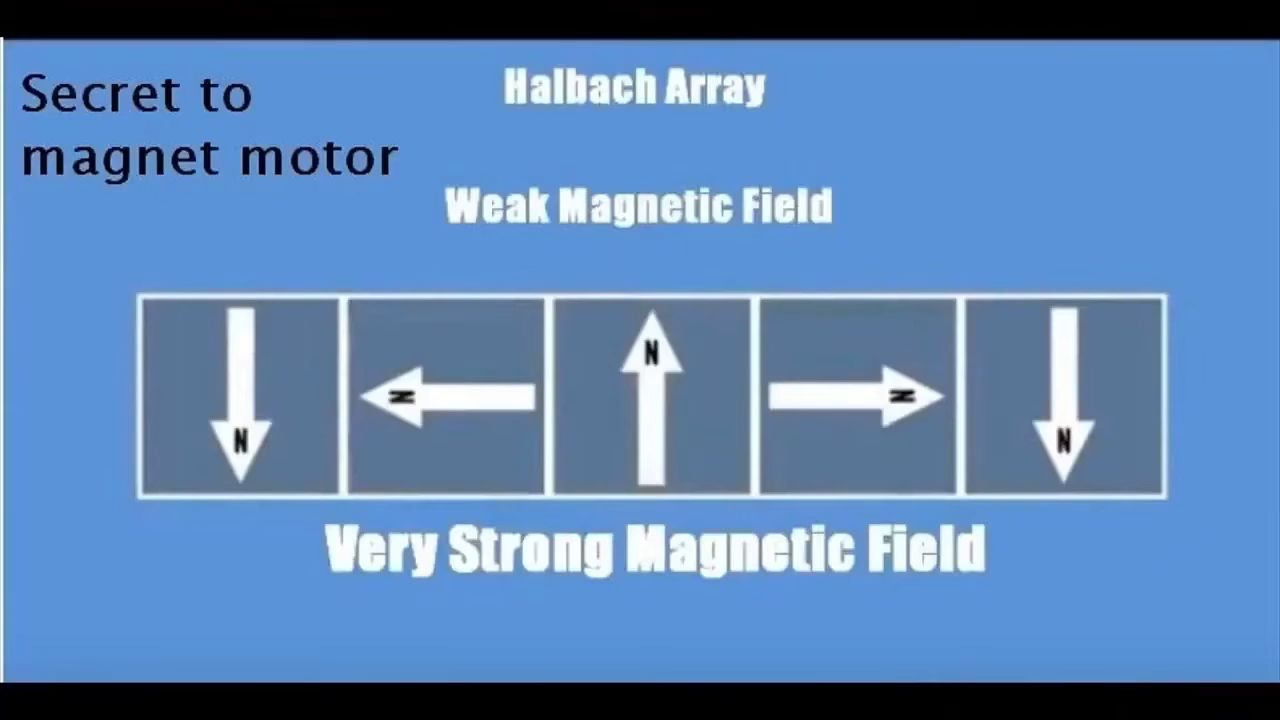 Secret to
magnet motor
Halbach Array
Weak Magnetic Field
N
N
N
N
N
Very Strong Magnetic Field